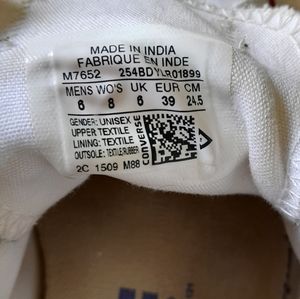 MADE IN INDIA
FABRIQUE EN INDE
M7652 254BDYLR01899
MENS WO'S UK EUR CM
6 8 6 39 24.5
GENDER: UNISEX
UPPER TEXTILE
LINING: TEXTILE
OUTSOLE: TEXTILE/RUBBER
CONVERSE
2C 1509 M88